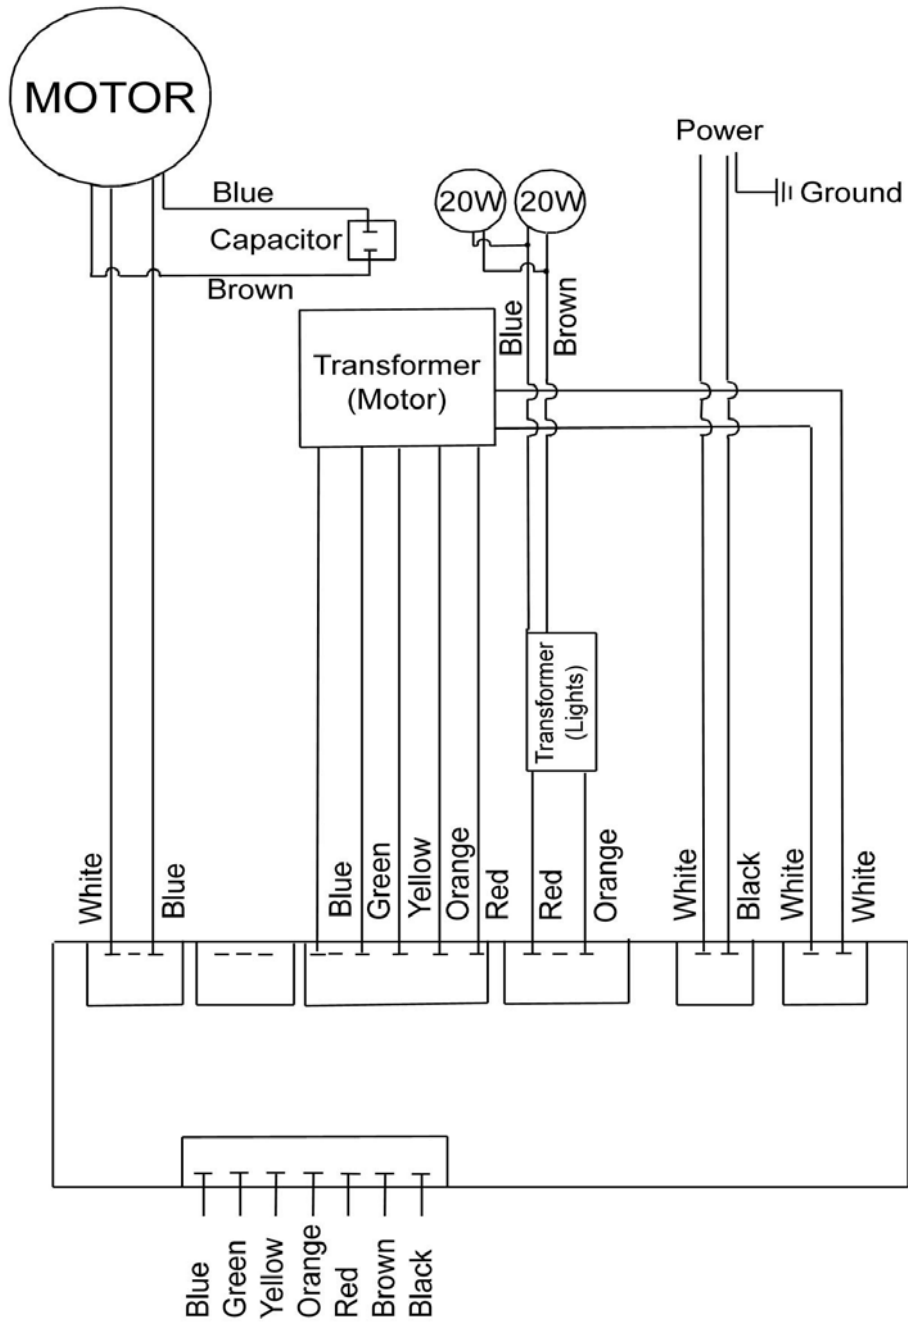 MOTOR
Power
Blue
20W
20W
Ground
Capacitor
Brown
Blue
Brown
Transformer
(Motor)
Transformer
(Lights)
White
Blue
Blue
Green
Yellow
Orange
Red
Red
Orange
White
Black
White
White
Blue
Green
Yellow
Orange
Red
Brown
Black